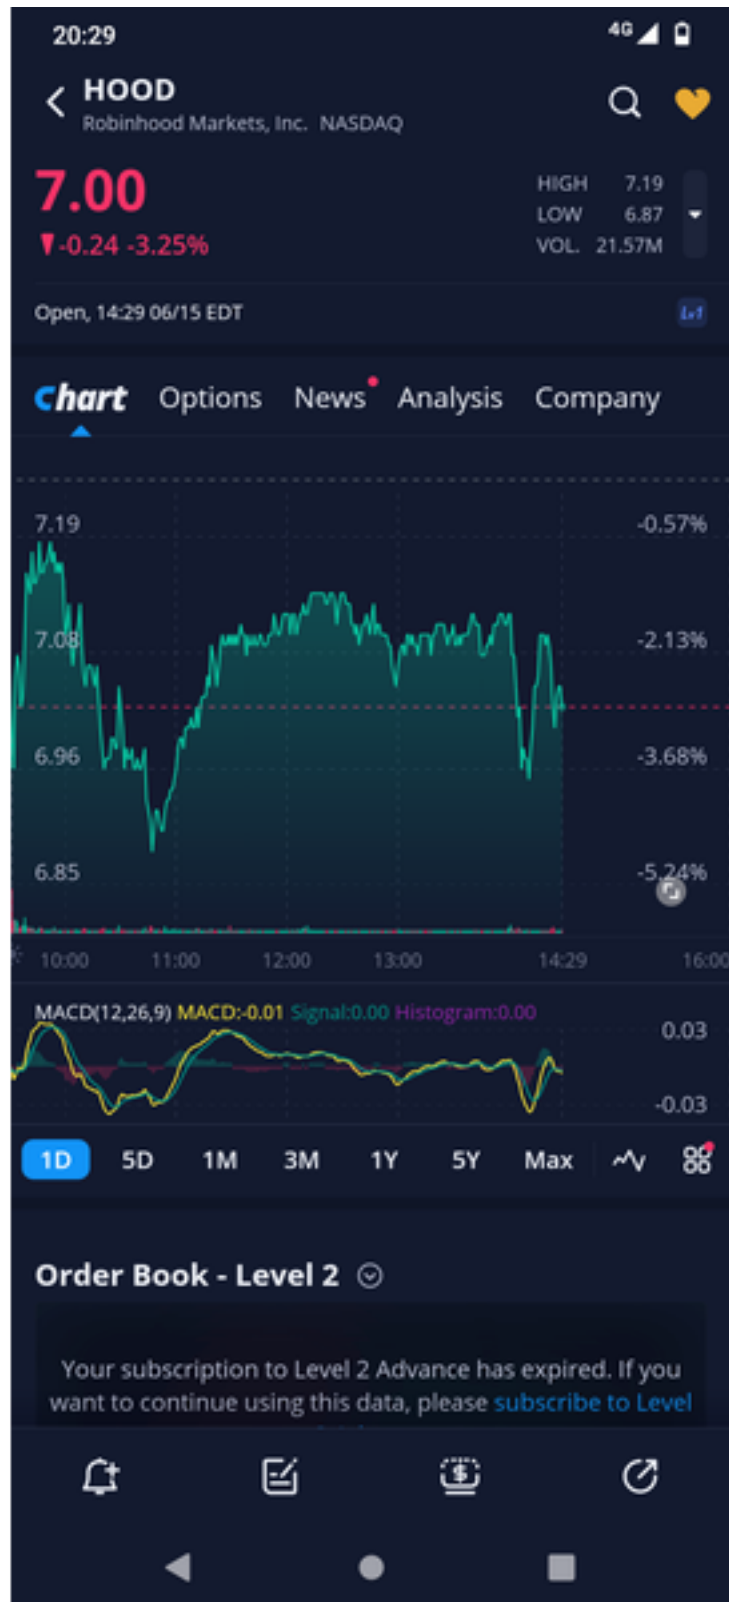 20:29
4G
HOOD
Robinhood Markets, Inc. NASDAQ
7.00
-0.24 -3.25%
HIGH 7.19
LOW 6.87
VOL. 21.57M
Open, 14:29 06/15 EDT
Lv1
Chart Options News Analysis Company
7.19 -0.57%
7.08 -2.13%
6.96 -3.68%
6.85 -5.24%
10:00 11:00 12:00 13:00 14:29 16:00
MACD(12,26,9) MACD:-0.01 Signal:0.00 Histogram:0.00
0.03
-0.03
1D 5D 1M 3M 1Y 5Y Max
Order Book - Level 2
Your subscription to Level 2 Advance has expired. If you
want to continue using this data, please subscribe to Level